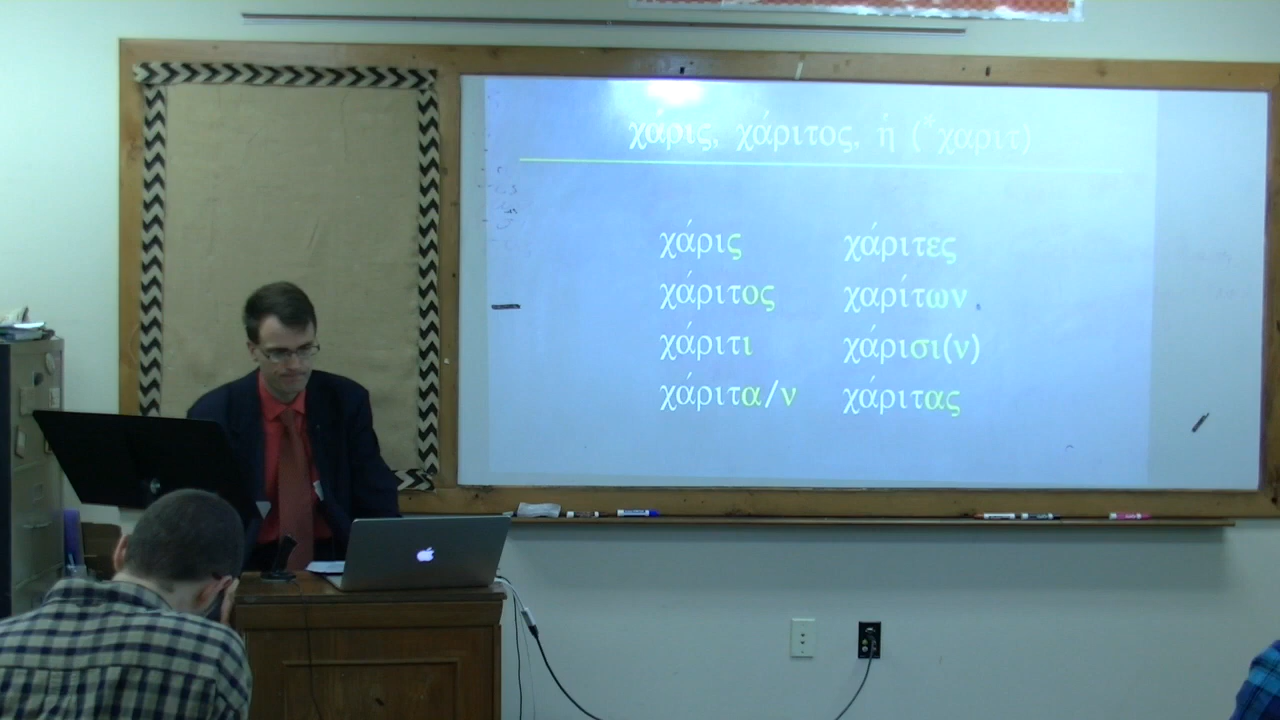 χάρις, χάριτος, ἡ (*χαριτ)
χάρις χάριτες
χάριτος χαρίτων
χάριτι χάρισι(ν)
χάριτα/ν χάριτας